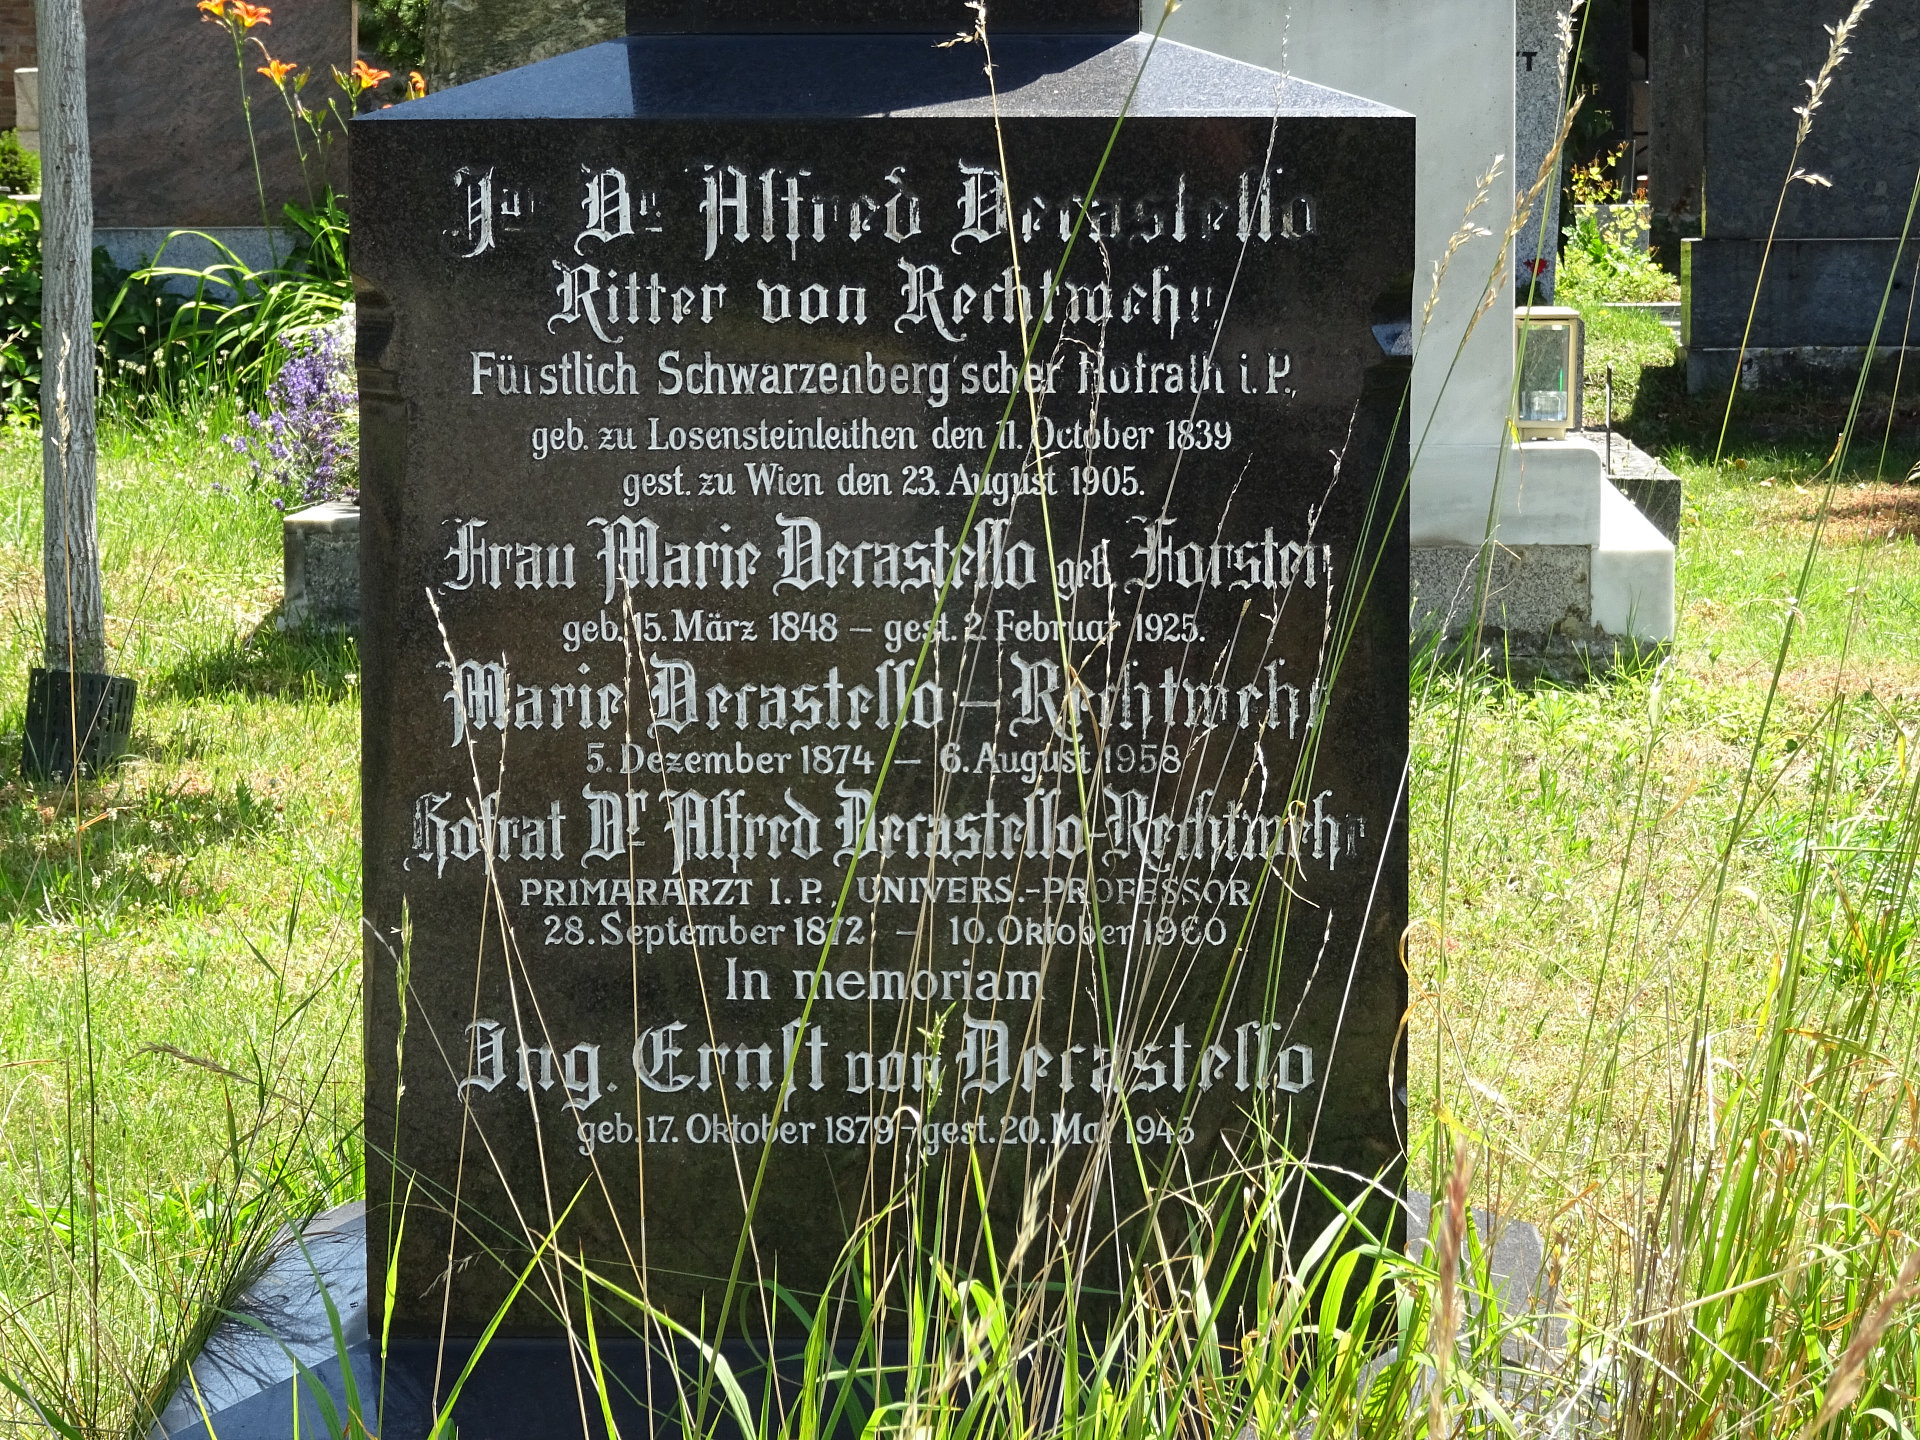 Jur. Dr. Alfred Decastello
Ritter von Rechtwehr,
Fürstlich Schwarzenberg'scher Hofrath i. P.,
geb. zu Losensteinleithen den 11. October 1839
gest. zu Wien den 23. August 1905.
Frau Marie Decastello geb. Forster
geb. 15. März 1848 – gest. 2. Februar 1925.
Marie Decastello – Rechtwehr
5. Dezember 1874 – 6. August 1958
Hofrat Dr. Alfred Decastello-Rechtwehr
PRIMARARZT I. P., UNIVERS.-PROFESSOR
28. September 1872 – 10. Oktober 1960
In memoriam
Ing. Ernst von Decastello
geb. 17. Oktober 1879 – gest. 20. Mai